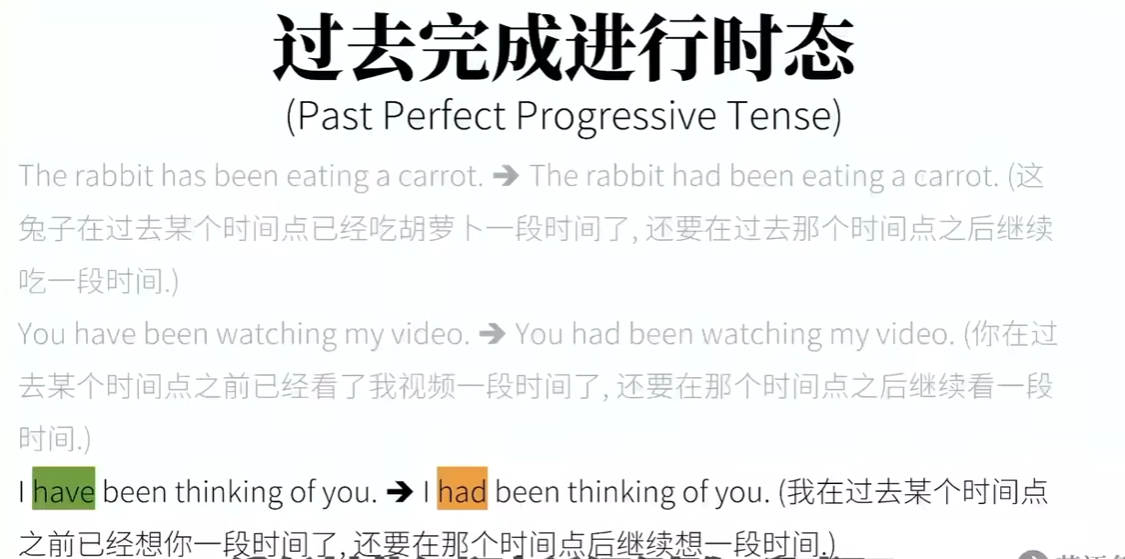 过去完成进行时态
(Past Perfect Progressive Tense)
The rabbit has been eating a carrot. ➔ The rabbit had been eating a carrot. (这
兔子在过去某个时间点已经吃胡萝卜一段时间了, 还要在过去那个时间点之后继续
吃一段时间.)
You have been watching my video. ➔ You had been watching my video. (你在过
去某个时间点之前已经看了我视频一段时间了, 还要在那个时间点之后继续看一段
时间.)
I have been thinking of you. ➔ I had been thinking of you. (我在过去某个时间点
之前已经想你一段时间了, 还要在那个时间点后继续想一段时间.)